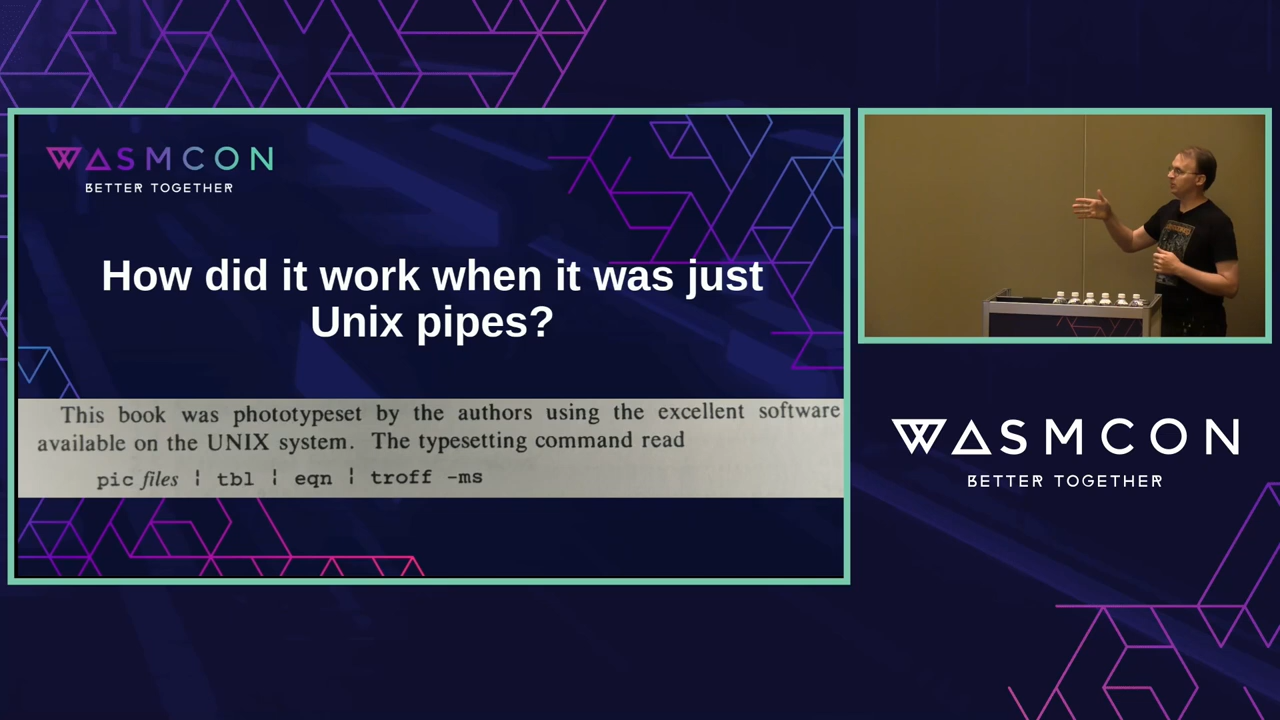 WASMCON
BETTER TOGETHER
How did it work when it was just
Unix pipes?
This book was phototypeset by the authors using the excellent software
available on the UNIX system. The typesetting command read
pic files ¦ tbl ¦ eqn ¦ troff -ms
WASMCON
BETTER TOGETHER